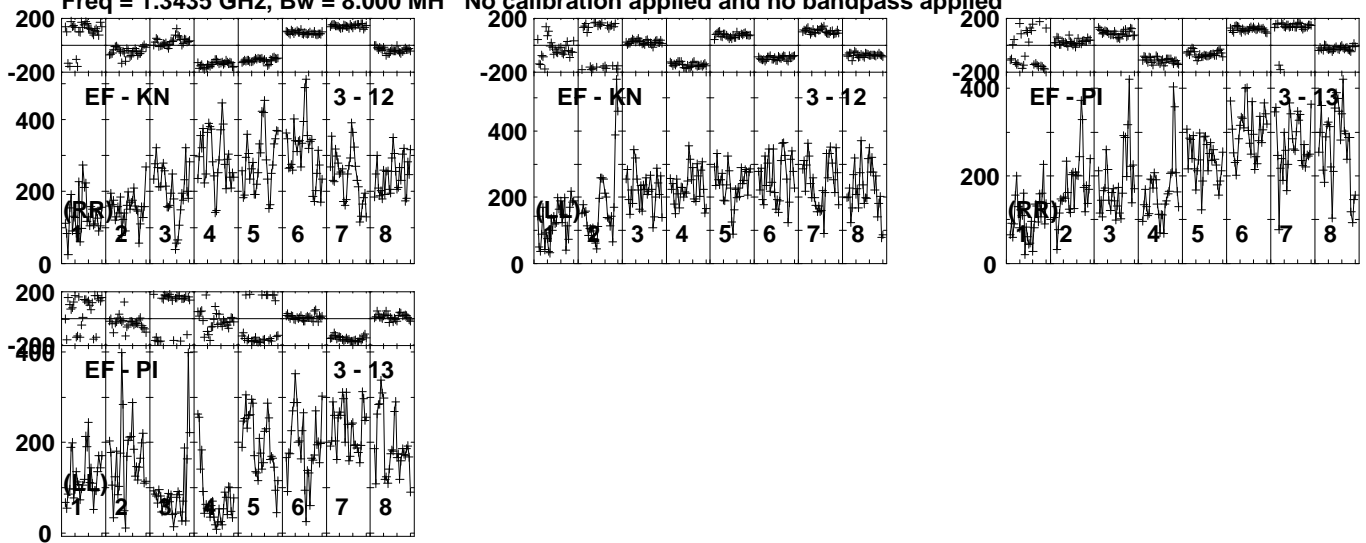 Freq = 1.3435 GHz, Bw = 8.000 MH No calibration applied and no bandpass applied
200
-200
EF - KN 3 - 12
400
200
(RR)
1 2 3 4 5 6 7 8
0
EF - KN 3 - 12
400
200
(LL)
1 2 3 4 5 6 7 8
0
200
-200
400
EF - PI 3 - 13
200
(RR)
1 2 3 4 5 6 7 8
0
200
-200
400
EF - PI 3 - 13
200
(LL)
1 2 3 4 5 6 7 8
0